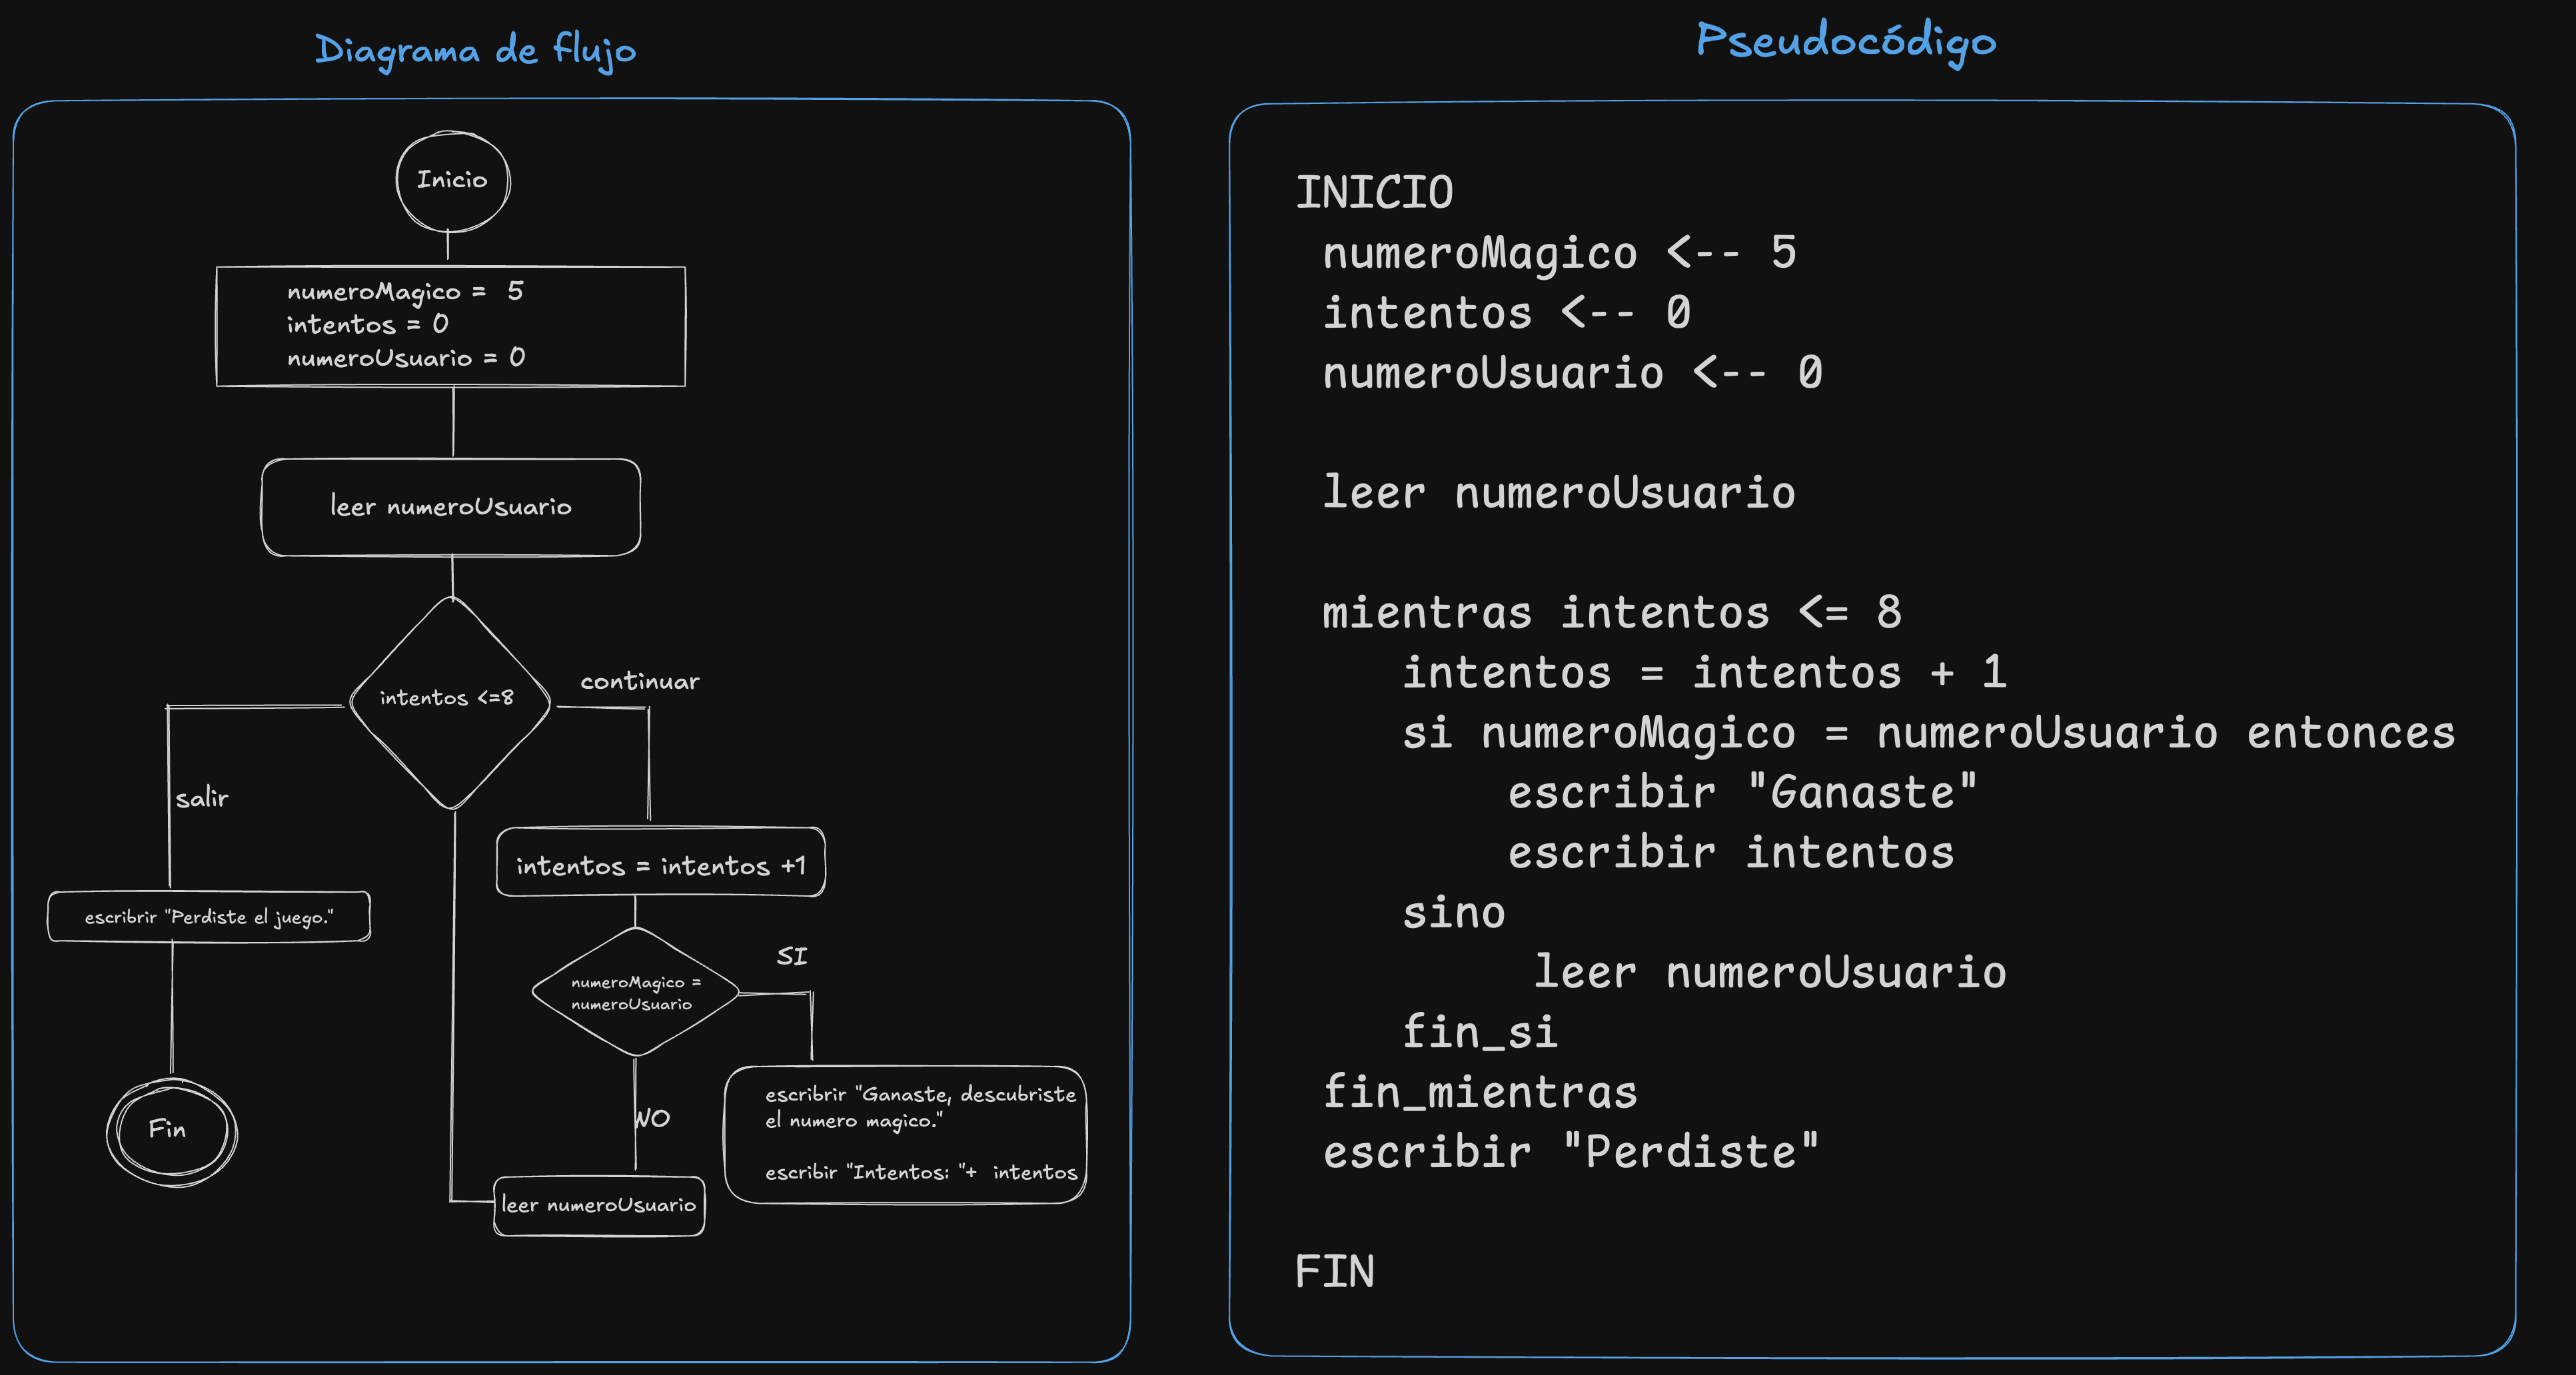 Diagrama de flujo
Inicio
numeroMagico = 5
intentos = 0
numeroUsuario = 0
leer numeroUsuario
intentos <=8
continuar
salir
intentos = intentos +1
escribrir "Perdiste el juego."
SI
numeroMagico =
numeroUsuario
Fin
NO
escribrir "Ganaste, descubriste
el numero magico."
escribir "Intentos: "+ intentos
leer numeroUsuario
Pseudocódigo
INICIO
numeroMagico <-- 5
intentos <-- 0
numeroUsuario <-- 0
leer numeroUsuario
mientras intentos <= 8
intentos = intentos + 1
si numeroMagico = numeroUsuario entonces
escribir "Ganaste"
escribir intentos
sino
leer numeroUsuario
fin_si
fin_mientras
escribir "Perdiste"
FIN